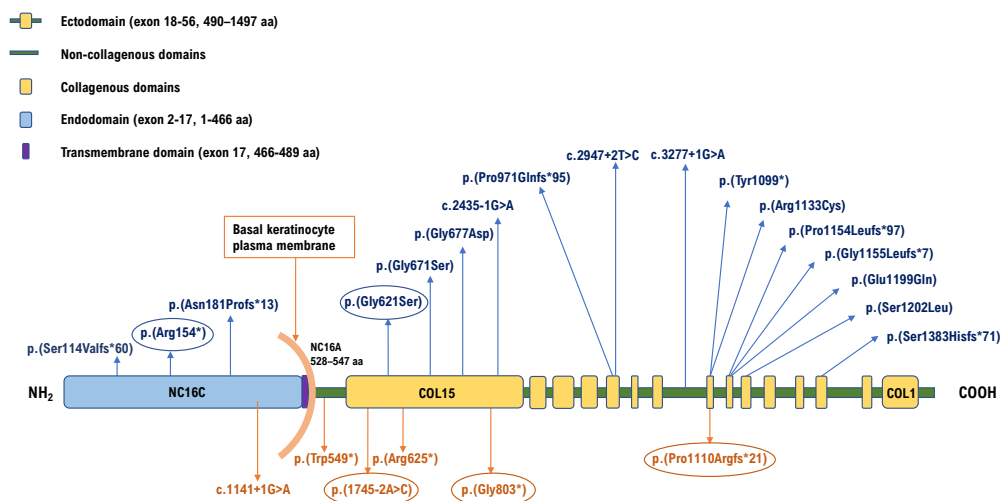 Ectodomain (exon 18-56, 490–1497 aa)
Non-collagenous domains
Collagenous domains
Endodomain (exon 2-17, 1-466 aa)
Transmembrane domain (exon 17, 466-489 aa)
c.2947+2T>C
c.3277+1G>A
p.(Pro971Glnfs*95)
p.(Tyr1099*)
c.2435-1G>A
p.(Arg1133Cys)
Basal keratinocyte
plasma membrane
p.(Gly677Asp)
p.(Pro1154Leufs*97)
p.(Gly671Ser)
p.(Gly1155Leufs*7)
p.(Glu1199Gln)
p.(Asn181Profs*13)
p.(Gly621Ser)
p.(Ser1202Leu)
p.(Arg154*)
p.(Ser1383Hisfs*71)
p.(Ser114Valfs*60)
NC16A
528–547 aa
NH2
NC16C
COL15
COL1
COOH
p.(Trp549*)
p.(Arg625*)
p.(Pro1110Argfs*21)
c.1141+1G>A
p.(1745-2A>C)
p.(Gly803*)